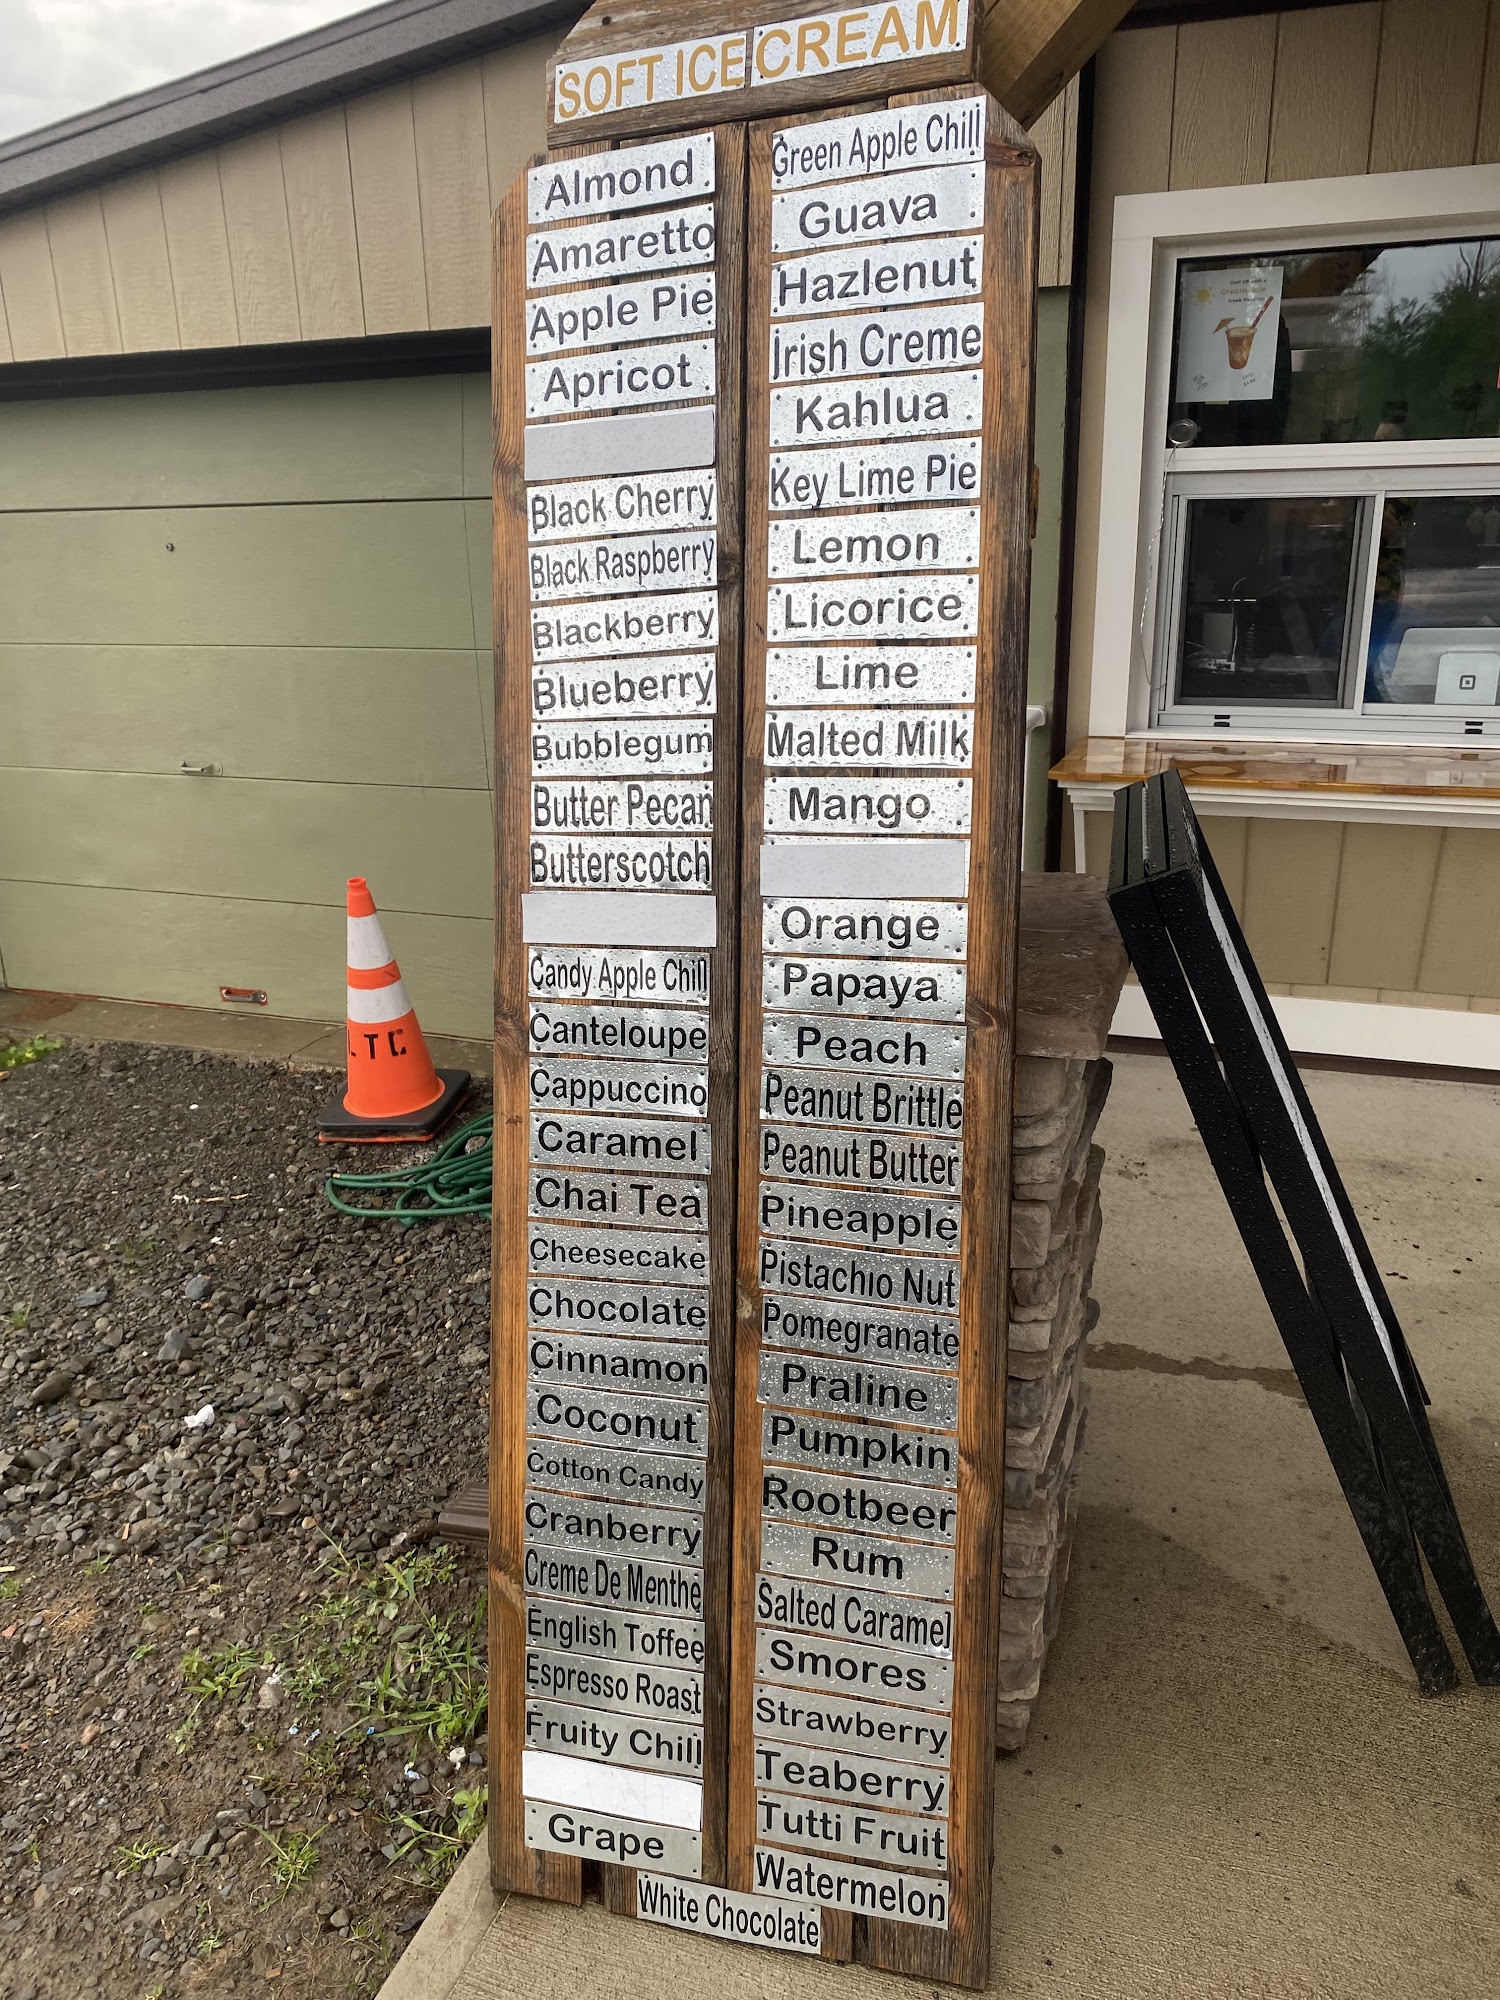 SOFT ICE CREAM
Almond
Amaretto
Apple Pie
Apricot
Black Cherry
Black Raspberry
Blackberry
Blueberry
Bubblegum
Butter Pecan
Butterscotch
Candy Apple Chill
Canteloupe
Cappuccino
Caramel
Chai Tea
Cheesecake
Chocolate
Cinnamon
Coconut
Cotton Candy
Cranberry
Creme De Menthe
English Toffee
Espresso Roast
Fruity Chill
Grape
Green Apple Chill
Guava
Hazlenut
Irish Creme
Kahlua
Key Lime Pie
Lemon
Licorice
Lime
Malted Milk
Mango
Orange
Papaya
Peach
Peanut Brittle
Peanut Butter
Pineapple
Pistachio Nut
Pomegranate
Praline
Pumpkin
Rootbeer
Rum
Salted Caramel
Smores
Strawberry
Teaberry
Tutti Fruit
Watermelon
White Chocolate
LTC
Creamsicle